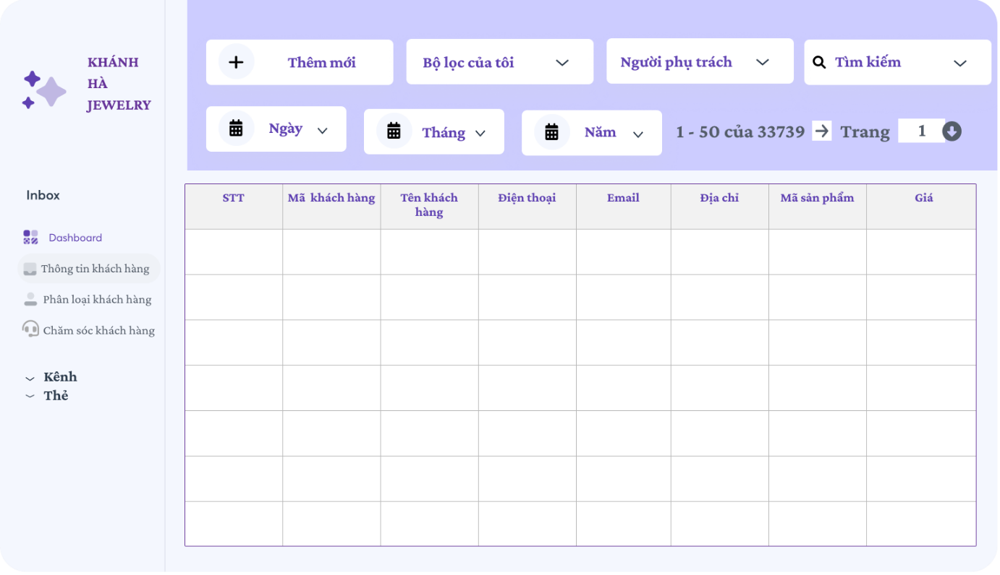 KHÁNH
HÀ
JEWELRY
Thêm mới
Bộ lọc của tôi
Người phụ trách
Tìm kiếm
Ngày
Tháng
Năm
1 - 50 của 33739
Trang
1
Inbox
Dashboard
Thông tin khách hàng
Phân loại khách hàng
Chăm sóc khách hàng
Kênh
Thẻ
STT
Mã khách hàng
Tên khách
hàng
Điện thoại
Email
Địa chỉ
Mã sản phẩm
Giá